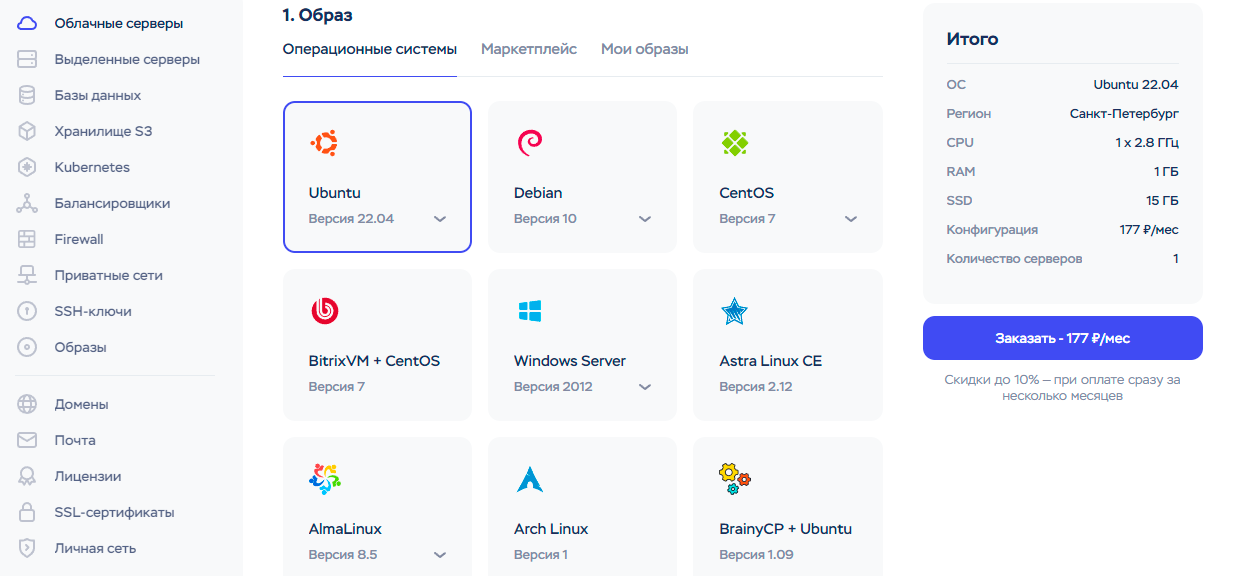 Облачные серверы
Выделенные серверы
Базы данных
Хранилище S3
Kubernetes
Балансировщики
Firewall
Приватные сети
SSH-ключи
Образы
Домены
Почта
Лицензии
SSL-сертификаты
Личная сеть
1. Образ
Операционные системы Маркетплейс Мои образы
Ubuntu
Версия 22.04
Debian
Версия 10
CentOS
Версия 7
BitrixVM + CentOS
Версия 7
Windows Server
Версия 2012
Astra Linux CE
Версия 2.12
AlmaLinux
Версия 8.5
Arch Linux
Версия 1
BrainyCP + Ubuntu
Версия 1.09
Итого
ОС Ubuntu 22.04
Регион Санкт-Петербург
CPU 1 x 2.8 ГГц
RAM 1 ГБ
SSD 15 ГБ
Конфигурация 177 ₽/мес
Количество серверов 1
Заказать - 177 ₽/мес
Скидки до 10% — при оплате сразу за
несколько месяцев